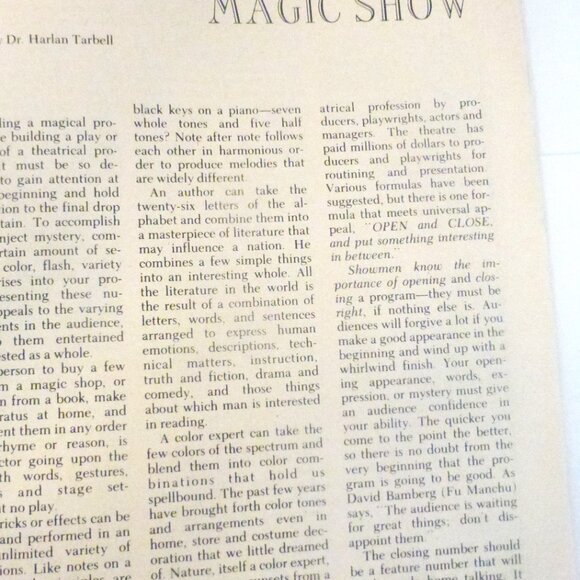 MAGIC SHOW
Dr. Harlan Tarbell
a magical pro-
building a play or
of a theatrical pro-
must be so de-
to gain attention at
beginning and hold
to the final drop
To accomplish
mystery, com-
amount of se-
color, flash, variety
into your pro-
these nu-
to the varying
in the audience,
them entertained
as a whole.
person to buy a few
a magic shop, or
from a book, make
at home, and
them in any order
rhyme or reason, is
going upon the
words, gestures,
and stage set-
no play.
or effects can be
and performed in an
variety of
Like notes on a
are
black keys on a piano—seven
whole tones and five half
tones? Note after note follows
each other in harmonious or-
der to produce melodies that
are widely different.
An author can take the
twenty-six letters of the al-
phabet and combine them into
a masterpiece of literature that
may influence a nation. He
combines a few simple things
into an interesting whole. All
the literature in the world is
the result of a combination of
letters, words, and sentences
arranged to express human
emotions, descriptions, tech-
nical matters, instruction,
truth and fiction, drama and
comedy, and those things
about which man is interested
in reading.
A color expert can take the
few colors of the spectrum and
blend them into color com-
binations that hold us
spellbound. The past few years
have brought forth color tones
and arrangements even in
home, store and costume dec-
oration that we little dreamed
of. Nature, itself a color expert,
sunsets from a
atrical profession by pro-
ducers, playwrights, actors and
managers. The theatre has
paid millions of dollars to pro-
ducers and playwrights for
routining and presentation.
Various formulas have been
suggested, but there is one for-
mula that meets universal ap-
peal, "OPEN and CLOSE,
and put something interesting
in between."
Showmen know the im-
portance of opening and clos-
ing a program—they must be
right, if nothing else is. Au-
diences will forgive a lot if you
make a good appearance in the
beginning and wind up with a
whirlwind finish. Your open-
ing appearance, words, ex-
pression, or mystery must give
an audience confidence in
your ability. The quicker you
come to the point the better,
so there is no doubt from the
very beginning that the pro-
gram is going to be good. As
David Bamberg (Fu Manchu)
says, "The audience is waiting
for great things; don't dis-
appoint them."
The closing number should
be a feature number that will